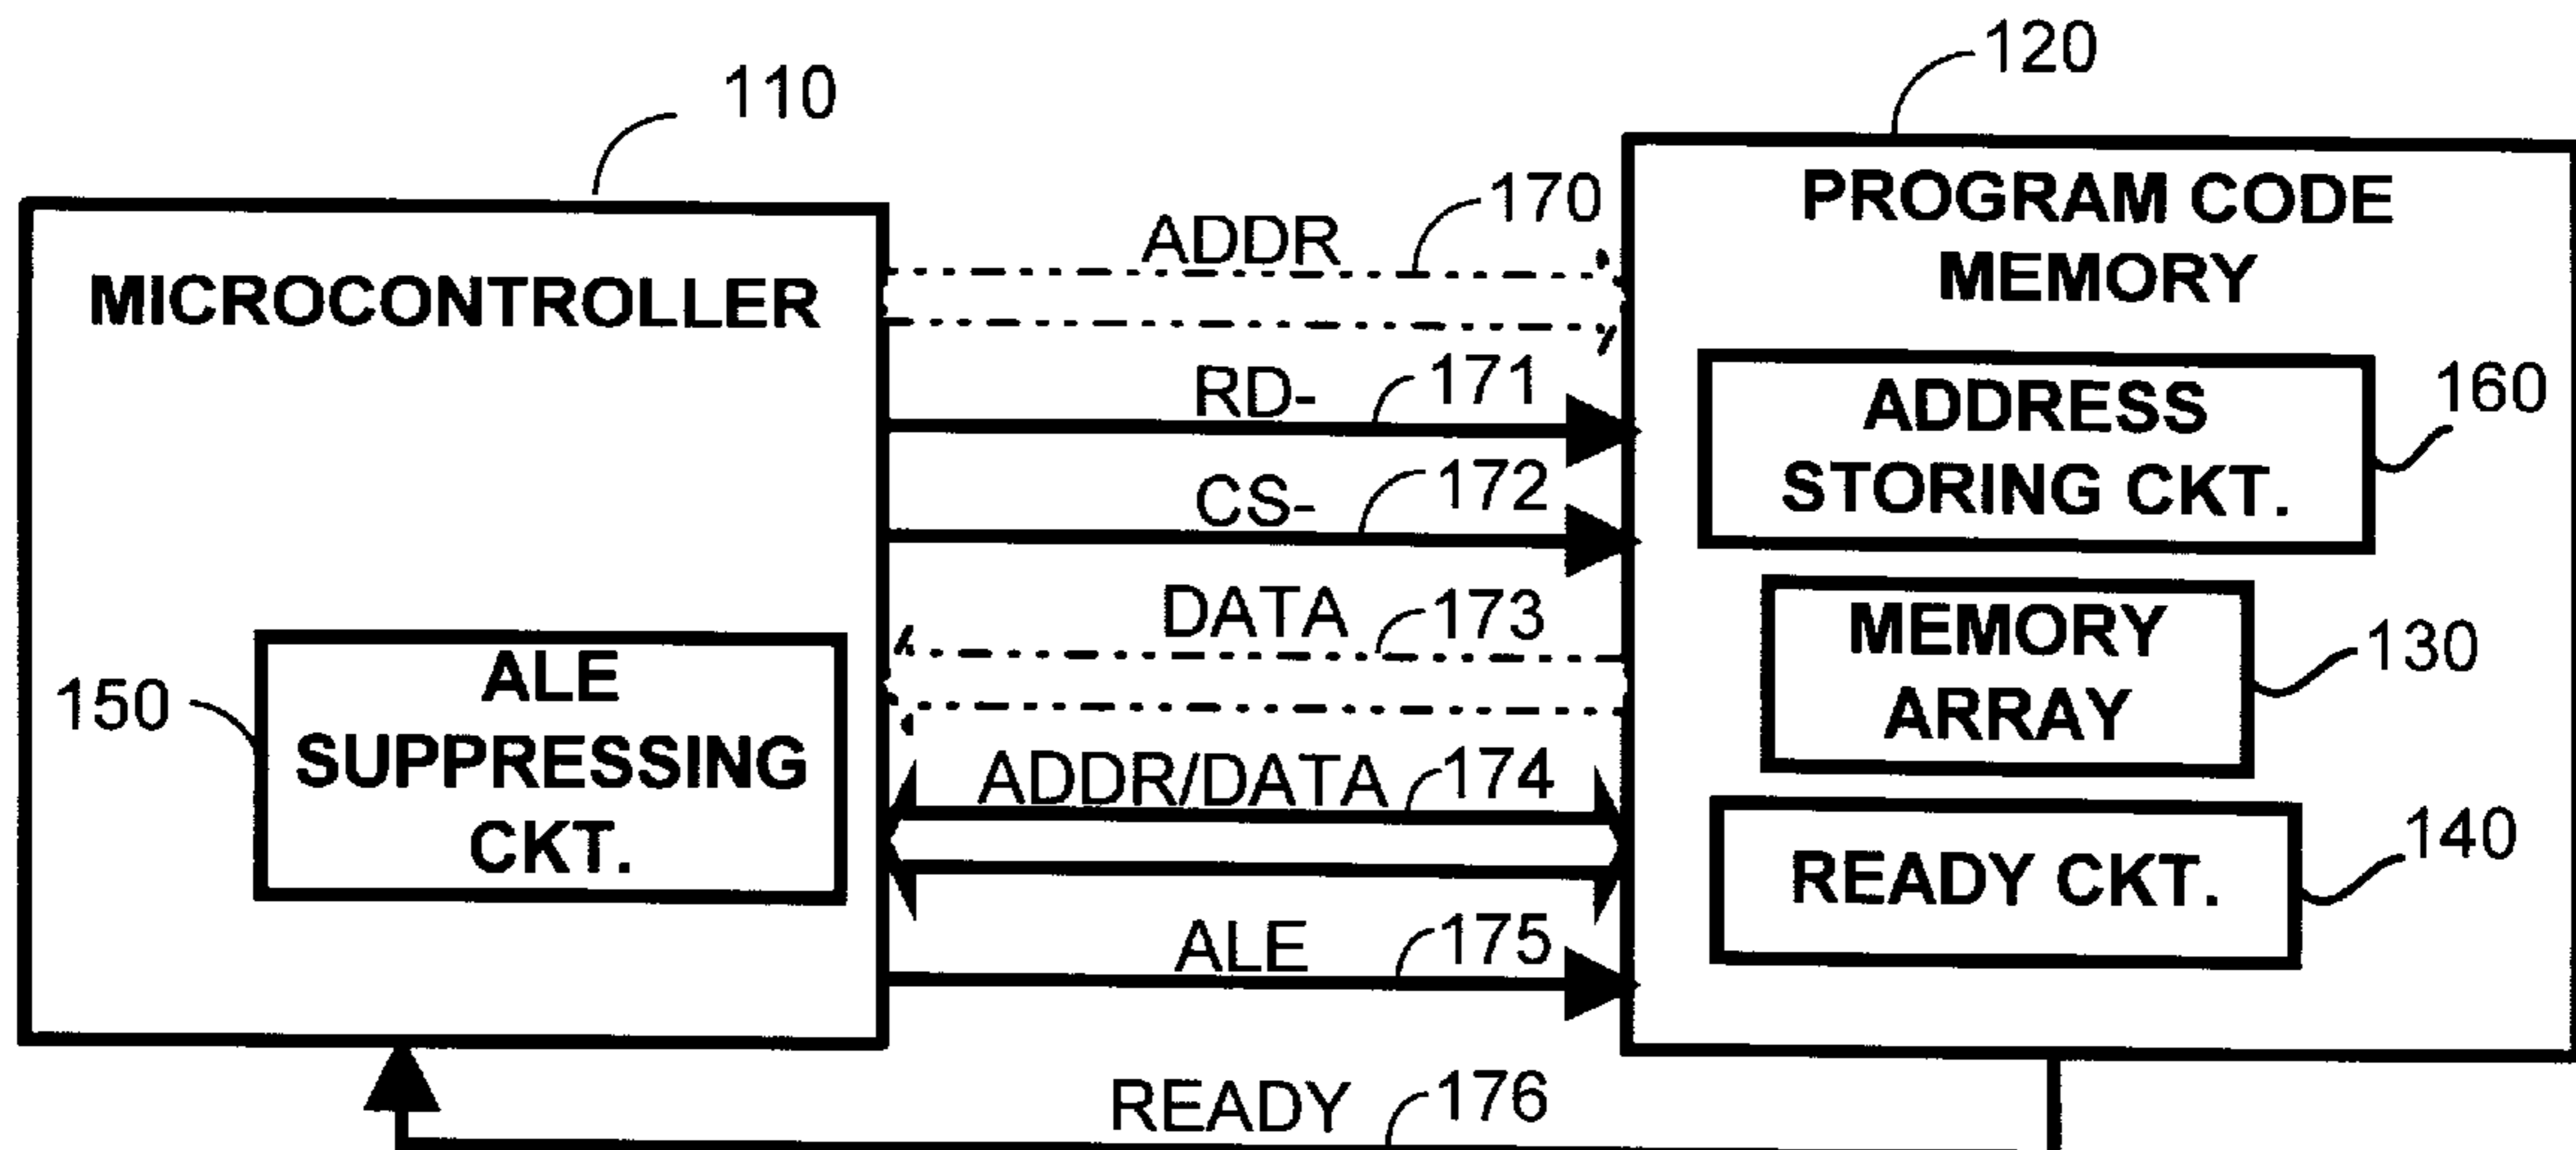 110
120
MICROCONTROLLER
ADDR
170
RD-
171
CS-
172
DATA
173
ADDR/DATA
174
ALE
175
READY
176
150
ALE
SUPPRESSING
CKT.
PROGRAM CODE
MEMORY
ADDRESS
STORING CKT.
160
MEMORY
ARRAY
130
READY CKT.
140